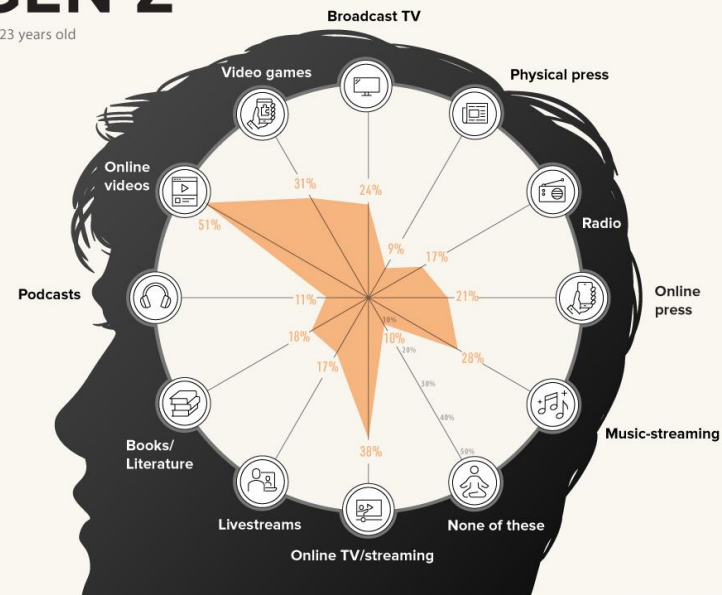 GEN Z
23 years old
Broadcast TV
Video games
Physical press
Online
videos
Radio
Podcasts
Online
press
Books/
Literature
Music-streaming
Livestreams
None of these
Online TV/streaming
24%
31%
9%
17%
51%
11%
21%
18%
10%
28%
17%
38%
10%
20%
30%
40%
50%